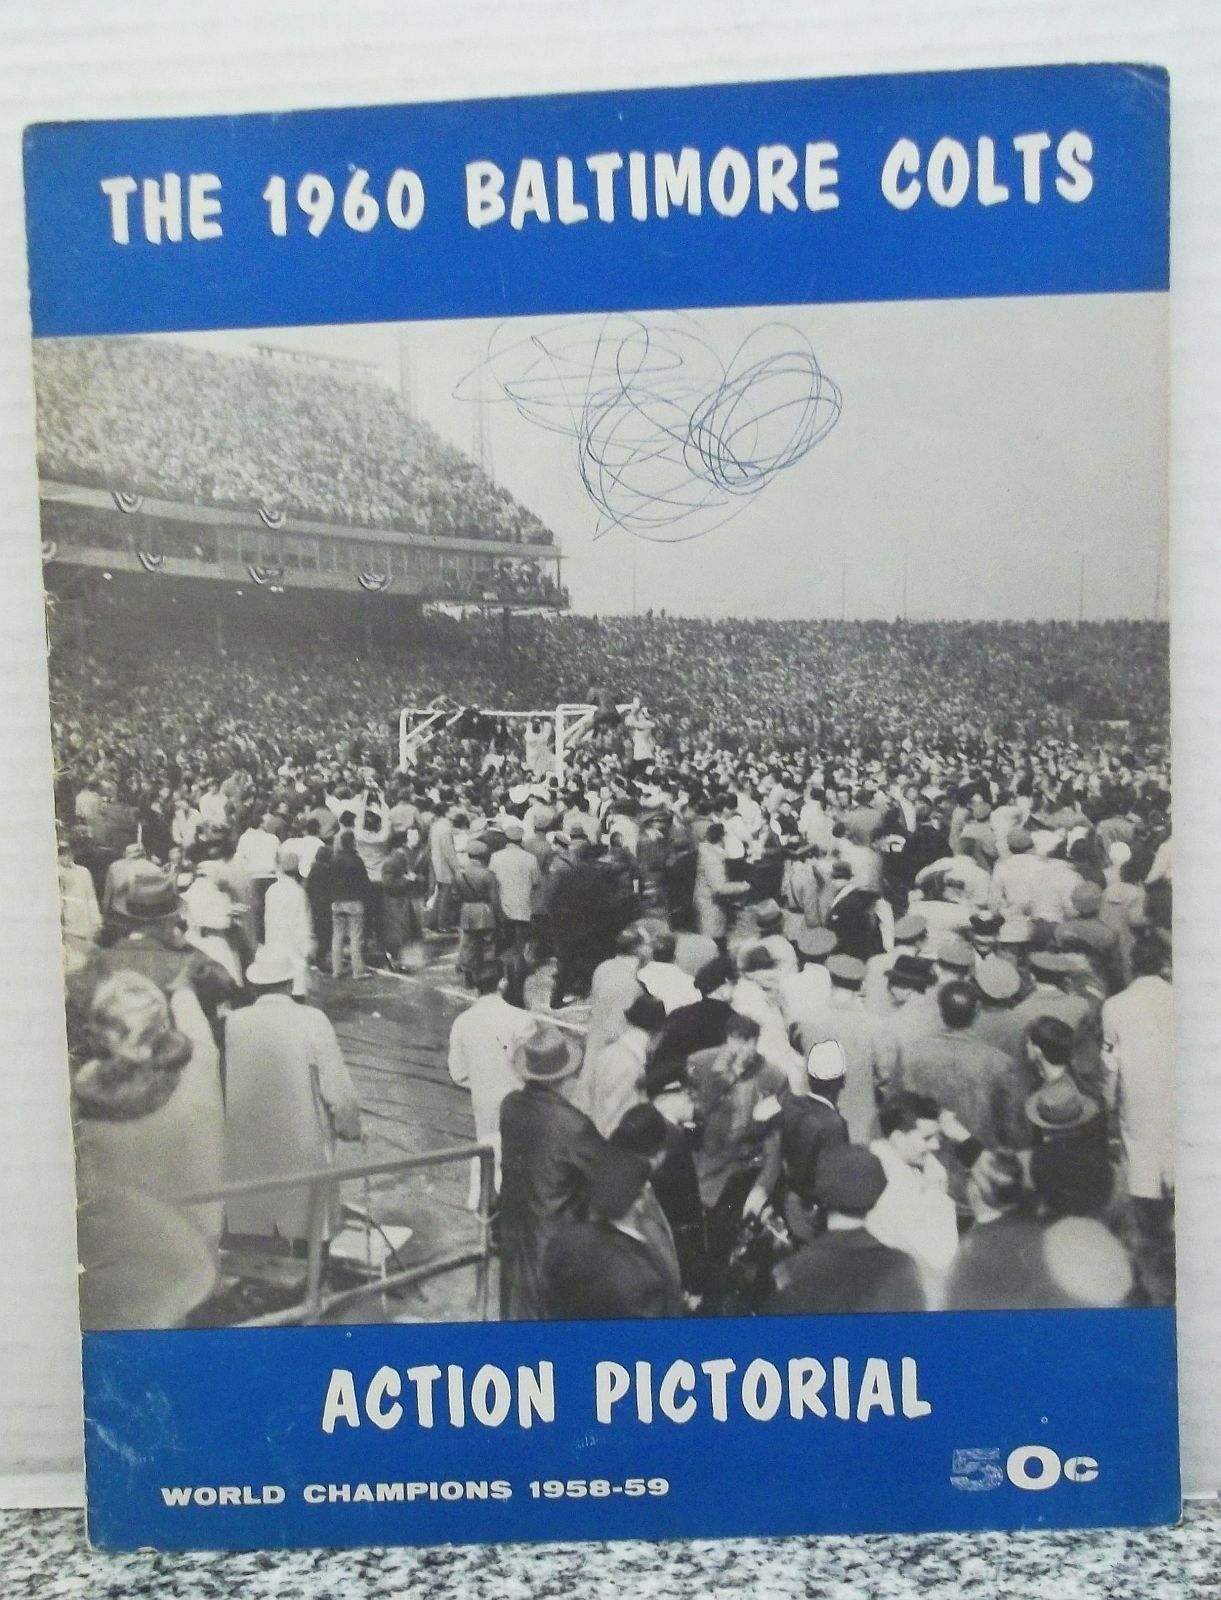 THE 1960 BALTIMORE COLTS
ACTION PICTORIAL
WORLD CHAMPIONS 1958-59
50c